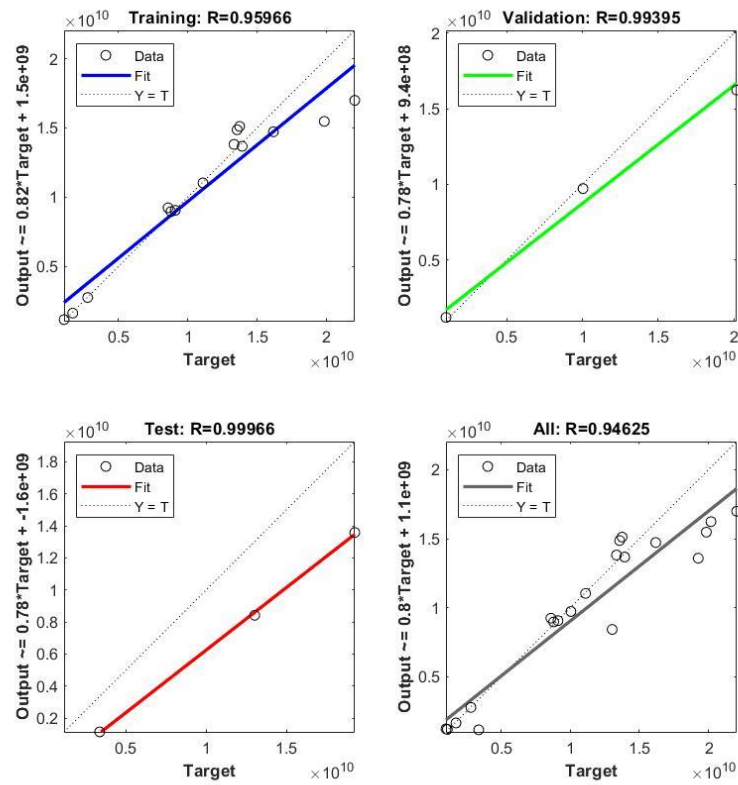 Training: R=0.95966
×10^10
Data
Fit
Y = T
Output ~= 0.82*Target + 1.5e+09
2
1.5
1
0.5
0.5 1 1.5 2
Target
×10^10
Validation: R=0.99395
×10^10
Data
Fit
Y = T
Output ~= 0.78*Target + 9.4e+08
2
1.5
1
0.5
0.5 1 1.5 2
Target
×10^10
Test: R=0.99966
×10^10
Data
Fit
Y = T
Output ~= 0.78*Target + -1.6e+09
1.8
1.6
1.4
1.2
1
0.8
0.6
0.4
0.2
0.5 1 1.5
Target
×10^10
All: R=0.94625
×10^10
Data
Fit
Y = T
Output ~= 0.8*Target + 1.1e+09
2
1.5
1
0.5
0.5 1 1.5 2
Target
×10^10